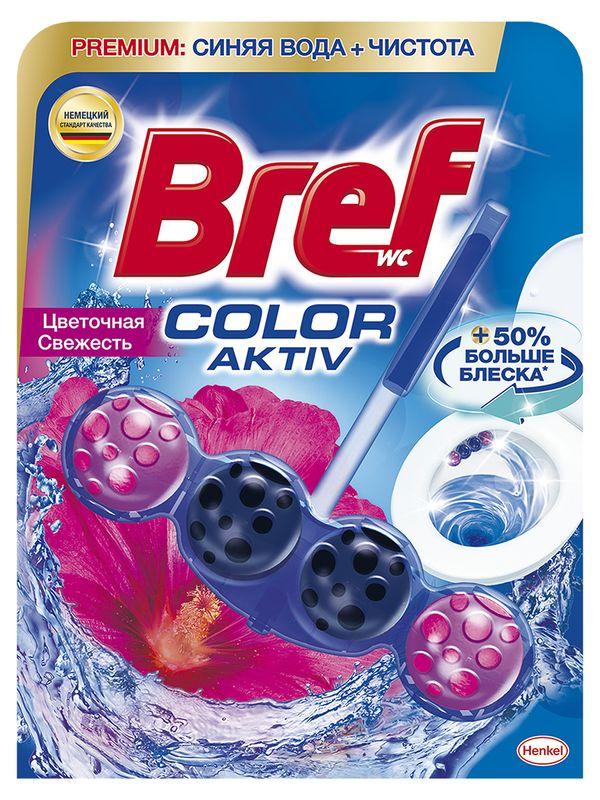 PREMIUM: СИНЯЯ ВОДА + ЧИСТОТА
НЕМЕЦКИЙ
СТАНДАРТ КАЧЕСТВА
Bref
WC
COLOR
AKTIV
Цветочная
Свежесть
+ 50%
БОЛЬШЕ
БЛЕСКА*
Henkel